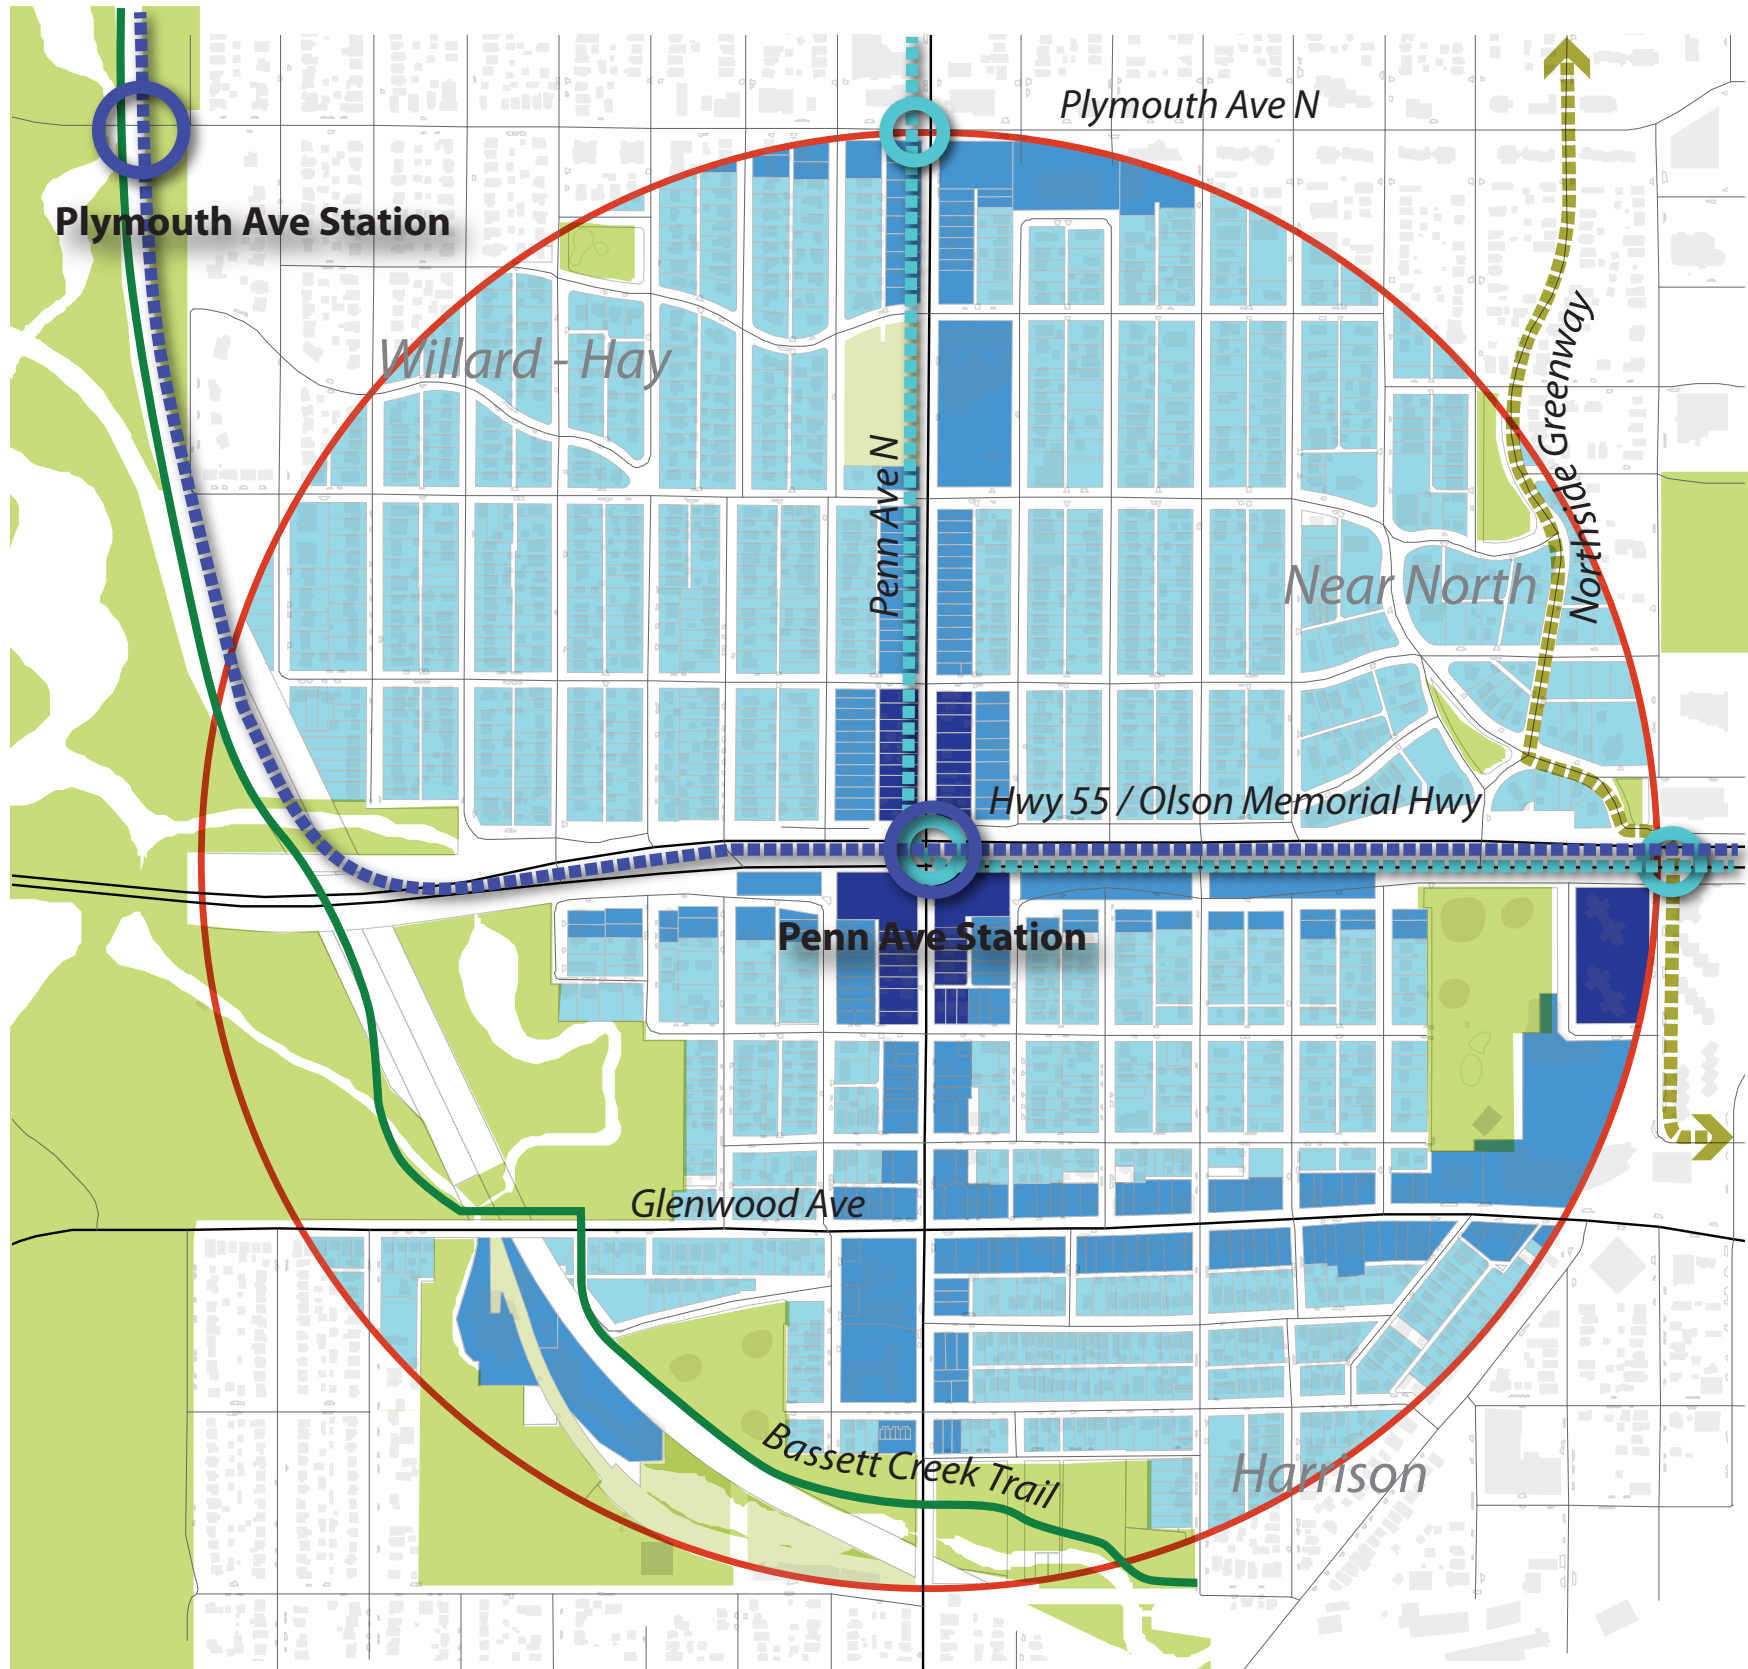 Plymouth Ave N
Plymouth Ave Station
Willard - Hay
Northside Greenway
Penn Ave N
Near North
Hwy 55 / Olson Memorial Hwy
Penn Ave Station
Glenwood Ave
Bassett Creek Trail
Harrison